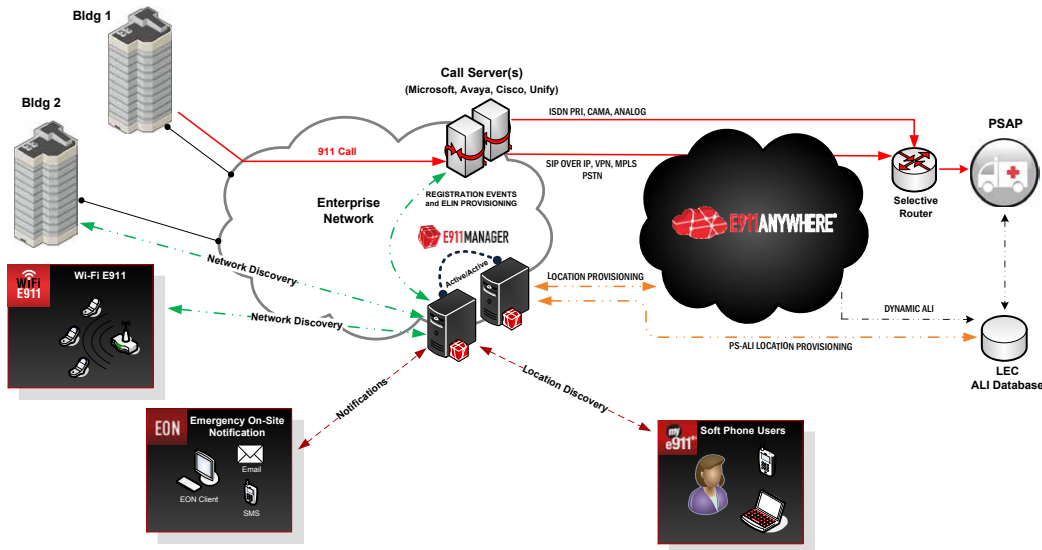 Bldg 1
Bldg 2
Call Server(s)
(Microsoft, Avaya, Cisco, Unify)
ISDN PRI, CAMA, ANALOG
PSAP
911 Call
SIP OVER IP, VPN, MPLS
PSTN
Selective
Router
REGISTRATION EVENTS
and ELIN PROVISIONING
Enterprise
Network
E911MANAGER
E911ANYWHERE®
Active/Active
Network Discovery
LOCATION PROVISIONING
WiFi
E911
Wi-Fi E911
Network Discovery
DYNAMIC ALI
PS-ALI LOCATION PROVISIONING
LEC
ALI Database
Notifications
Location Discovery
EON
Emergency On-Site
Notification
Email
EON Client
SMS
my
e911
Soft Phone Users